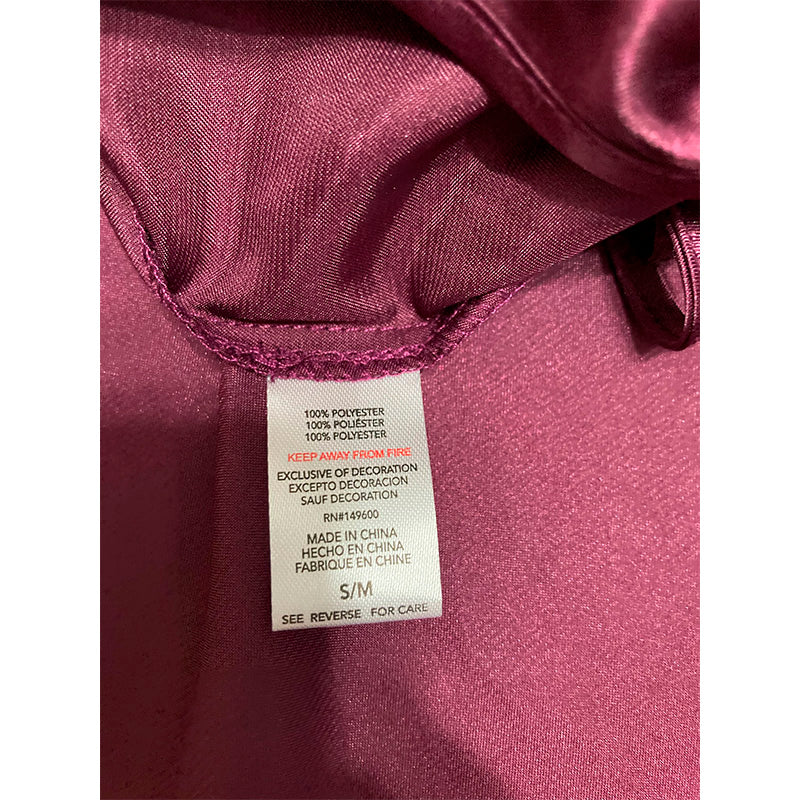 100% POLYESTER
100% POLIÉSTER
100% POLYESTER
KEEP AWAY FROM FIRE
EXCLUSIVE OF DECORATION
EXCEPTO DECORACIÓN
SAUF DECORATION
RN#149600
MADE IN CHINA
HECHO EN CHINA
FABRIQUE EN CHINE
S/M
SEE REVERSE FOR CARE